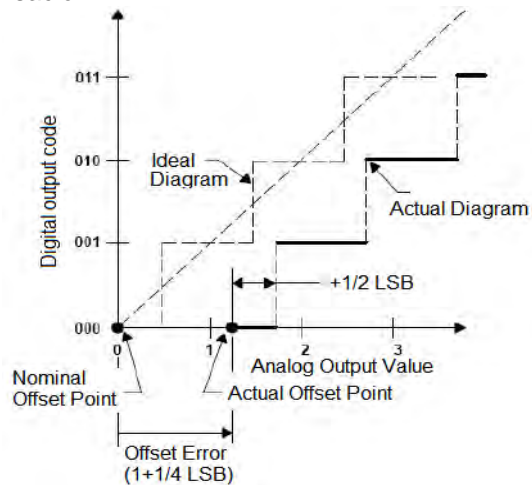 011
010
001
000
Digital output code
Ideal
Diagram
Actual Diagram
+1/2 LSB
0
1
2
3
Analog Output Value
Nominal
Offset Point
Actual Offset Point
Offset Error
(1+1/4 LSB)